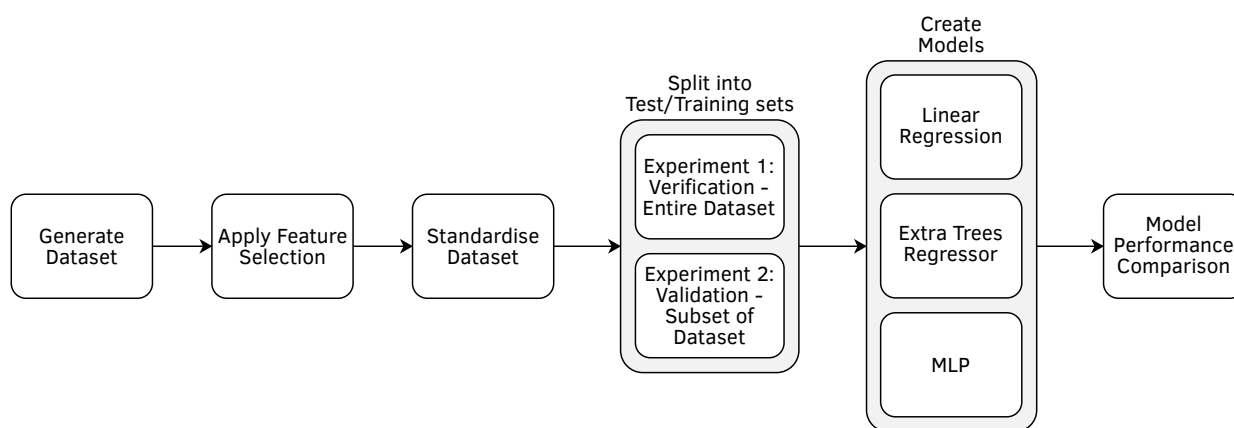 Generate
Dataset
Apply Feature
Selection
Standardise
Dataset
Split into
Test/Training sets
Experiment 1:
Verification -
Entire Dataset
Experiment 2:
Validation -
Subset of
Dataset
Create
Models
Linear
Regression
Extra Trees
Regressor
MLP
Model
Performance
Comparison